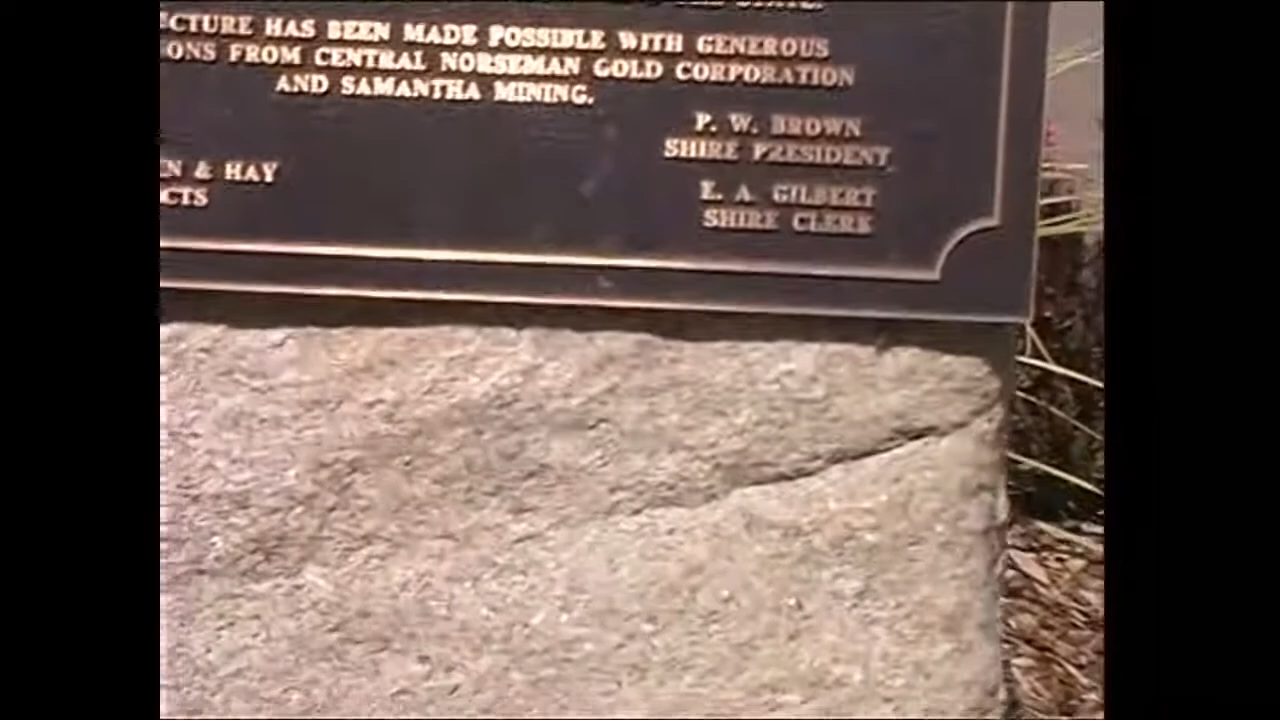 ECTURE HAS BEEN MADE POSSIBLE WITH GENEROUS
ONS FROM CENTRAL NORSEMAN GOLD CORPORATION
AND SAMANTHA MINING.
P. W. BROWN
SHIRE PRESIDENT
N & HAY
CTS
E. A. GILBERT
SHIRE CLERK